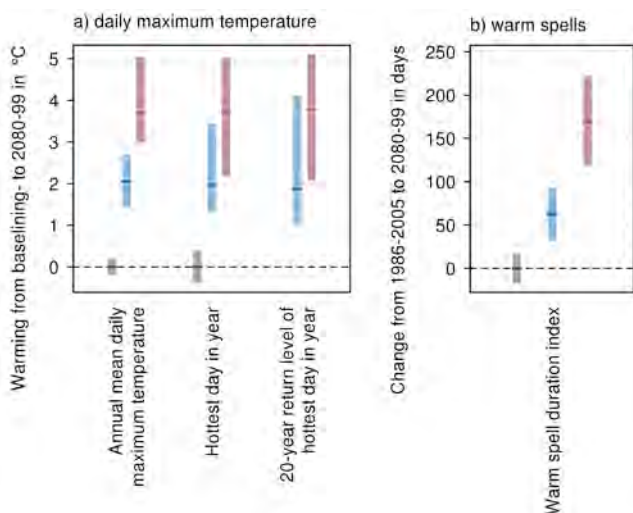 a) daily maximum temperature
Warming from baselining- to 2080-99 in °C
5
4
3
2
1
0
Annual mean daily
maximum temperature
Hottest day in year
20-year return level of
hottest day in year
b) warm spells
Change from 1986-2005 to 2080-99 in days
250
200
150
100
50
0
Warm spell duration index